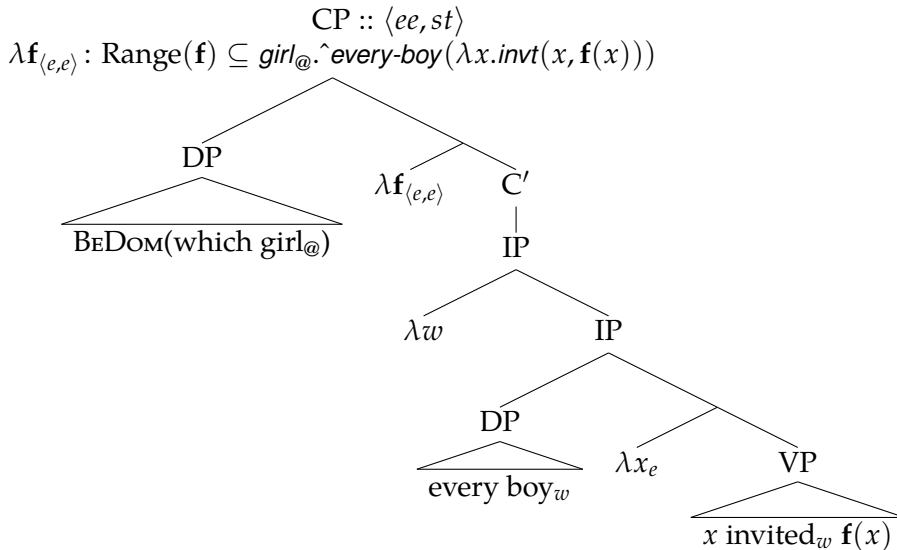 CP :: ⟨ee, st⟩
λf⟨e,e⟩: Range(f) ⊆ girl@.^every-boy(λx.invt(x, f(x)))
DP
λf⟨e,e⟩ C′
BEDOM(which girl@)
IP
λw IP
DP
λxe VP
every boyw
x invitedw f(x)